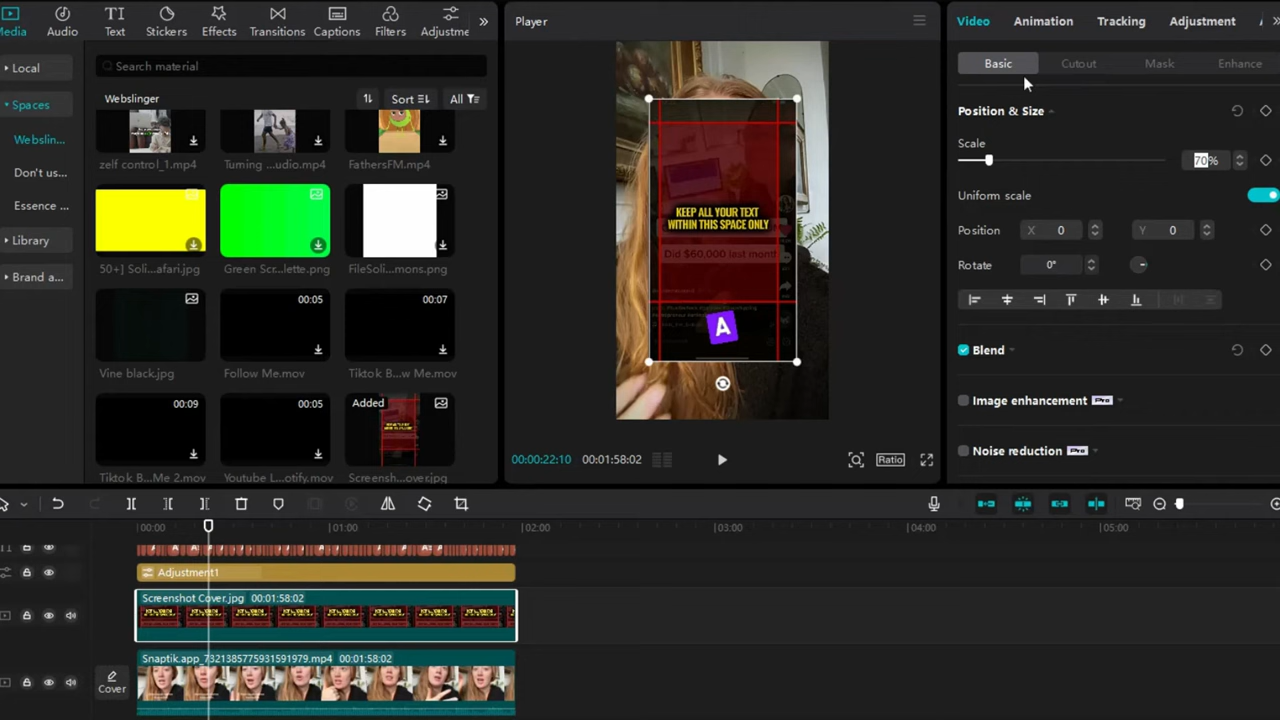 Media
Audio
Text
Stickers
Effects
Transitions
Captions
Filters
Adjustme
Player
Video
Animation
Tracking
Adjustment
Local
Search material
Basic
Cutout
Mask
Enhance
Spaces
Webslinger
Sort
All
Position & Size
Webslin...
zelf control_1.mp4
Turning ...udio.mp4
FathersFM.mp4
Scale
70%
Don't us...
Uniform scale
Essence ...
KEEP ALL YOUR TEXT
WITHIN THIS SPACE ONLY
Position
X 0
Y 0
Library
Did $60,000 last month
Rotate
0°
50+] Soli...afari.jpg
Green Scr...lette.png
FileSoli...mons.png
Brand a...
00:05
00:07
A
Blend
Vine black.jpg
Follow Me.mov
Tiktok B...w Me.mov
00:09
00:05
Added
Image enhancement Pro
Noise reduction Pro
00:00:22:10
00:01:58:02
Ratio
Tiktok B...Me 2.mov
Youtube L...otify.mov
Screensh...over.jpg
00:00
01:00
02:00
03:00
04:00
05:00
Adjustment1
Screenshot Cover.jpg 00:01:58:02
Snaptik.app_7321385775931591979.mp4 00:01:58:02
Cover